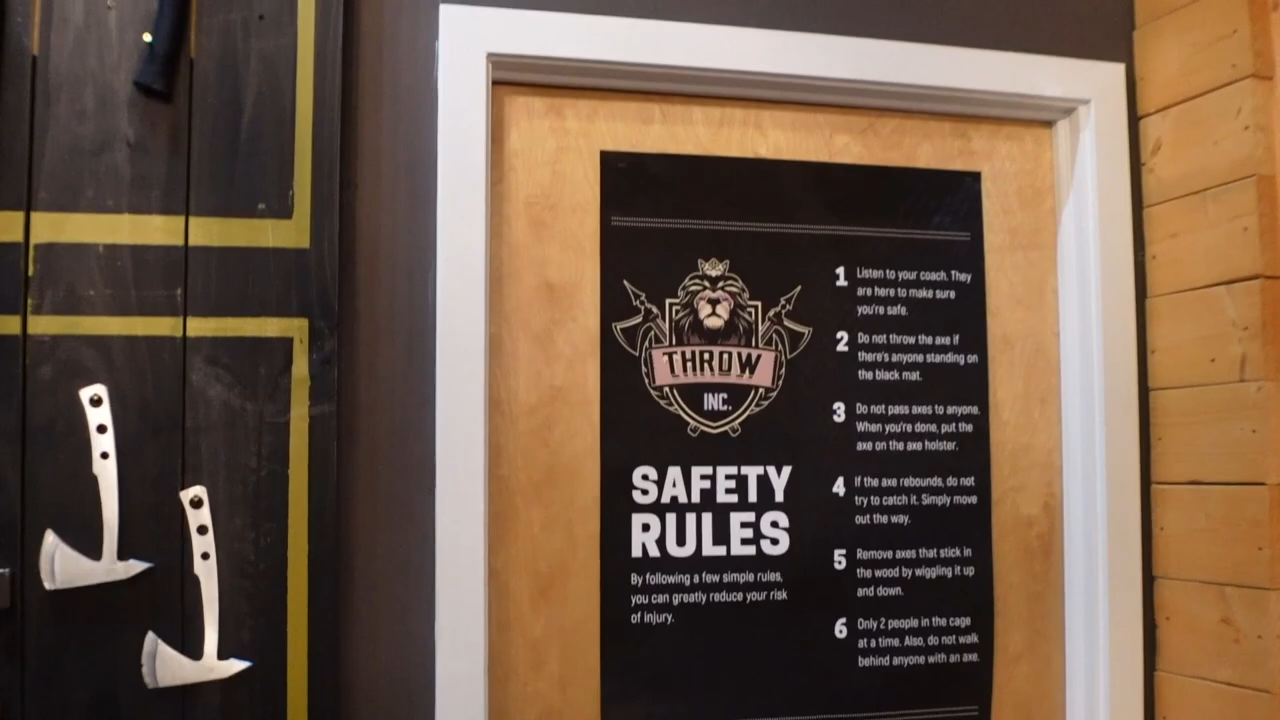 THROW
INC.
SAFETY
RULES
By following a few simple rules,
you can greatly reduce your risk
of injury.
1 Listen to your coach. They
are here to make sure
you're safe.
2 Do not throw the axe if
there's anyone standing on
the black mat.
3 Do not pass axes to anyone.
When you're done, put the
axe on the axe holster.
4 If the axe rebounds, do not
try to catch it. Simply move
out the way.
5 Remove axes that stick in
the wood by wiggling it up
and down.
6 Only 2 people in the cage
at a time. Also, do not walk
behind anyone with an axe.